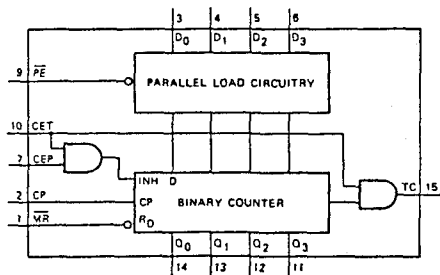 3 4 5 6
D0 D1 D2 D3
9 PE
PARALLEL LOAD CIRCUITRY
10 CET
7 CEP
TC 15
INH D
2 CP
CP
BINARY COUNTER
1 MR
RD
Q0 Q1 Q2 Q3
14 13 12 11